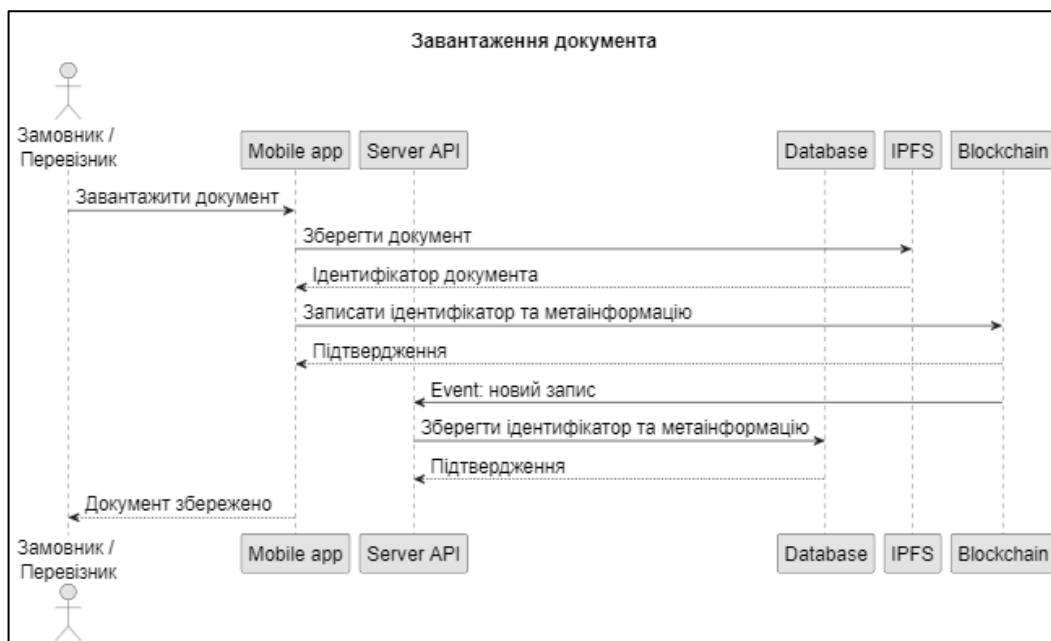 Завантаження документа
Замовник /
Перевізник
Mobile app
Server API
Database
IPFS
Blockchain
Завантажити документ
Зберегти документ
Ідентифікатор документа
Записати ідентифікатор та метаінформацію
Підтвердження
Event: новий запис
Зберегти ідентифікатор та метаінформацію
Підтвердження
Документ збережено
Замовник /
Перевізник
Mobile app
Server API
Database
IPFS
Blockchain